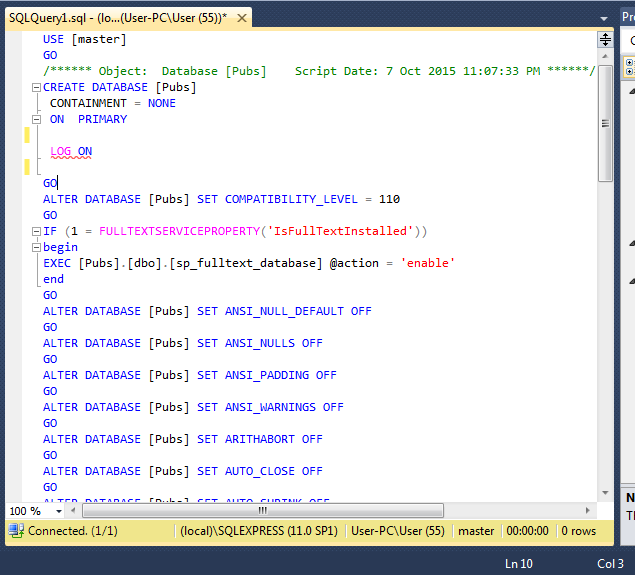 SQLQuery1.sql - (lo...(User-PC\User (55))*
USE [master]
GO
/****** Object:  Database [Pubs]    Script Date: 7 Oct 2015 11:07:33 PM ******/
CREATE DATABASE [Pubs]
 CONTAINMENT = NONE
 ON  PRIMARY
 LOG ON
GO
ALTER DATABASE [Pubs] SET COMPATIBILITY_LEVEL = 110
GO
IF (1 = FULLTEXTSERVICEPROPERTY('IsFullTextInstalled'))
begin
EXEC [Pubs].[dbo].[sp_fulltext_database] @action = 'enable'
end
GO
ALTER DATABASE [Pubs] SET ANSI_NULL_DEFAULT OFF
GO
ALTER DATABASE [Pubs] SET ANSI_NULLS OFF
GO
ALTER DATABASE [Pubs] SET ANSI_PADDING OFF
GO
ALTER DATABASE [Pubs] SET ANSI_WARNINGS OFF
GO
ALTER DATABASE [Pubs] SET ARITHABORT OFF
GO
ALTER DATABASE [Pubs] SET AUTO_CLOSE OFF
GO
ALTER DATABASE [Pubs] SET AUTO_SHRINK OFF
100 %
Connected. (1/1) (local)\SQLEXPRESS (11.0 SP1) User-PC\User (55) master 00:00:00 0 rows
Ln 10 Col 3